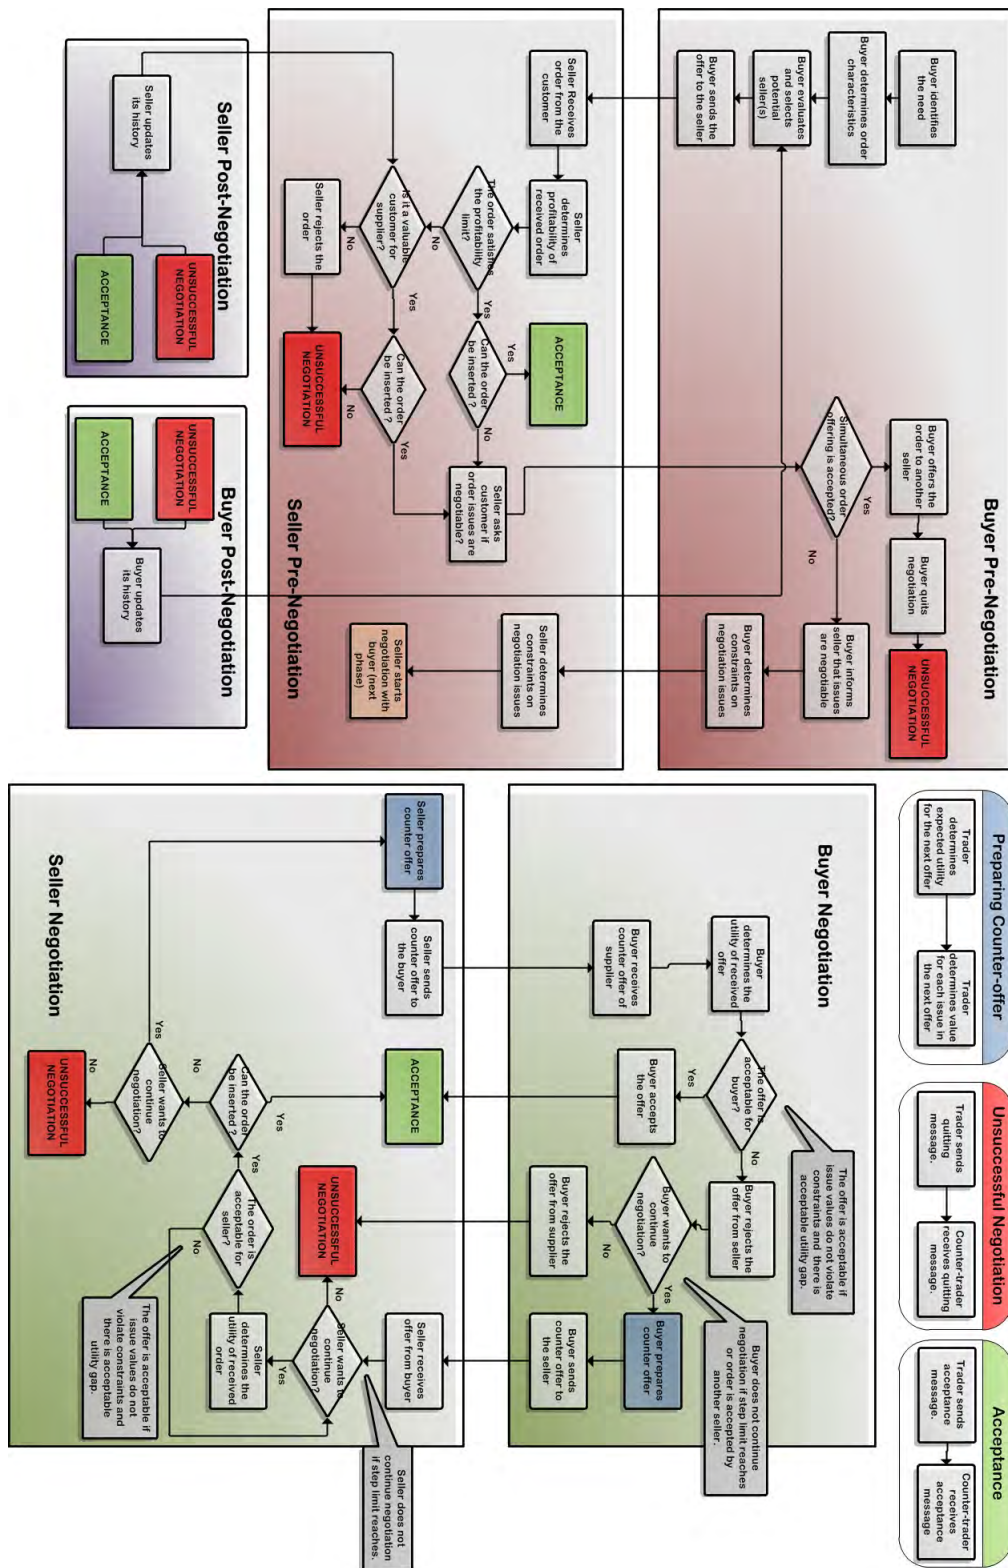 Buyer Pre-Negotiation
Buyer identifies
the need
Buyer determines order
characteristics
Buyer evaluates
and selects
potential
seller(s)
Buyer sends the
offer to the seller
Buyer offers the
order to another
seller
Buyer quits
negotiation
UNSUCCESSFUL
NEGOTIATION
Simultaneous order
offering is accepted?
Yes
No
Buyer informs
seller that issues
are negotiable
Buyer determines
constraints on
negotiation issues
Seller Pre-Negotiation
Seller Receives
order from the
customer
Seller
determines
profitability of
received order
The order satisfies
the profitability
limit?
Yes
No
Is it a valuable
customer for
supplier?
Yes
No
Seller rejects the
order
ACCEPTANCE
Yes
Can the order
be inserted ?
No
Can the order
be inserted ?
Yes
No
UNSUCCESSFUL
NEGOTIATION
Seller asks
customer if
order issues are
negotiable?
Seller determines
constraints on
negotiation issues
Seller starts
negotiation with
buyer (next
phase)
Seller Post-Negotiation
Seller updates
its history
UNSUCCESSFUL
NEGOTIATION
ACCEPTANCE
Buyer Post-Negotiation
UNSUCCESSFUL
NEGOTIATION
ACCEPTANCE
Buyer updates
its history
Preparing Counter-offer
Trader
determines
expected utility
for the next offer
Trader
determines value
for each issue in
the next offer
Unsuccessful Negotiation
Trader sends
quitting
message.
Counter-trader
receives quitting
message.
Acceptance
Trader sends
acceptance
message.
Counter-trader
receives
acceptance
message
Buyer Negotiation
Buyer
determines the
utility of received
offer
Buyer receives
counter offer of
supplier
The offer is
acceptable for
buyer?
Yes
No
Buyer accepts
the offer
The offer is acceptable if
issue values do not violate
constraints and there is
acceptable utility gap.
Buyer rejects the
offer from seller
Buyer wants to
continue
negotiation?
Yes
No
Buyer rejects the
offer from supplier
Buyer prepares
counter offer
Buyer sends
counter offer to
the seller
Buyer does not continue
negotiation if step limit reaches
or order is accepted by
another seller.
Seller Negotiation
Seller prepares
counter offer
Seller sends
counter offer to
the buyer
ACCEPTANCE
UNSUCCESSFUL
NEGOTIATION
Seller receives
offer from buyer
Seller wants to
continue
negotiation?
No
Yes
Seller does not
continue negotiation
if step limit reaches.
Seller
determines the
utility of received
order
The order is
acceptable for
seller?
Yes
No
The offer is acceptable if
issue values do not
violate constraints and
there is acceptable
utility gap.
Can the order
be inserted ?
Yes
No
Seller wants to
continue
negotiation?
Yes
No
UNSUCCESSFUL
NEGOTIATION